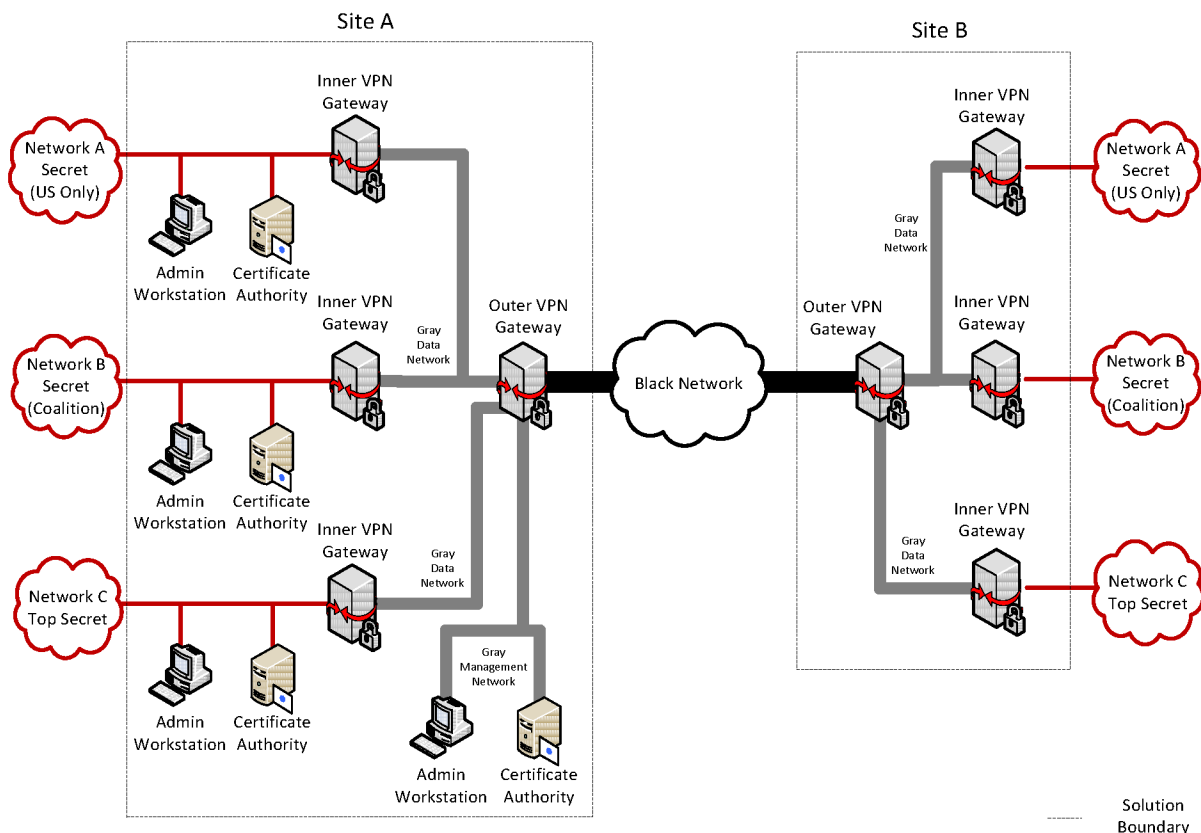 Site A
Site B
Inner VPN
Gateway
Network A
Secret
(US Only)
Admin
Workstation
Certificate
Authority
Inner VPN
Gateway
Network B
Secret
(Coalition)
Admin
Workstation
Certificate
Authority
Gray
Data
Network
Outer VPN
Gateway
Inner VPN
Gateway
Network C
Top Secret
Admin
Workstation
Certificate
Authority
Gray
Data
Network
Gray
Management
Network
Admin
Workstation
Certificate
Authority
Black Network
Outer VPN
Gateway
Inner VPN
Gateway
Gray
Data
Network
Network A
Secret
(US Only)
Inner VPN
Gateway
Network B
Secret
(Coalition)
Inner VPN
Gateway
Gray
Data
Network
Network C
Top Secret
Solution
Boundary